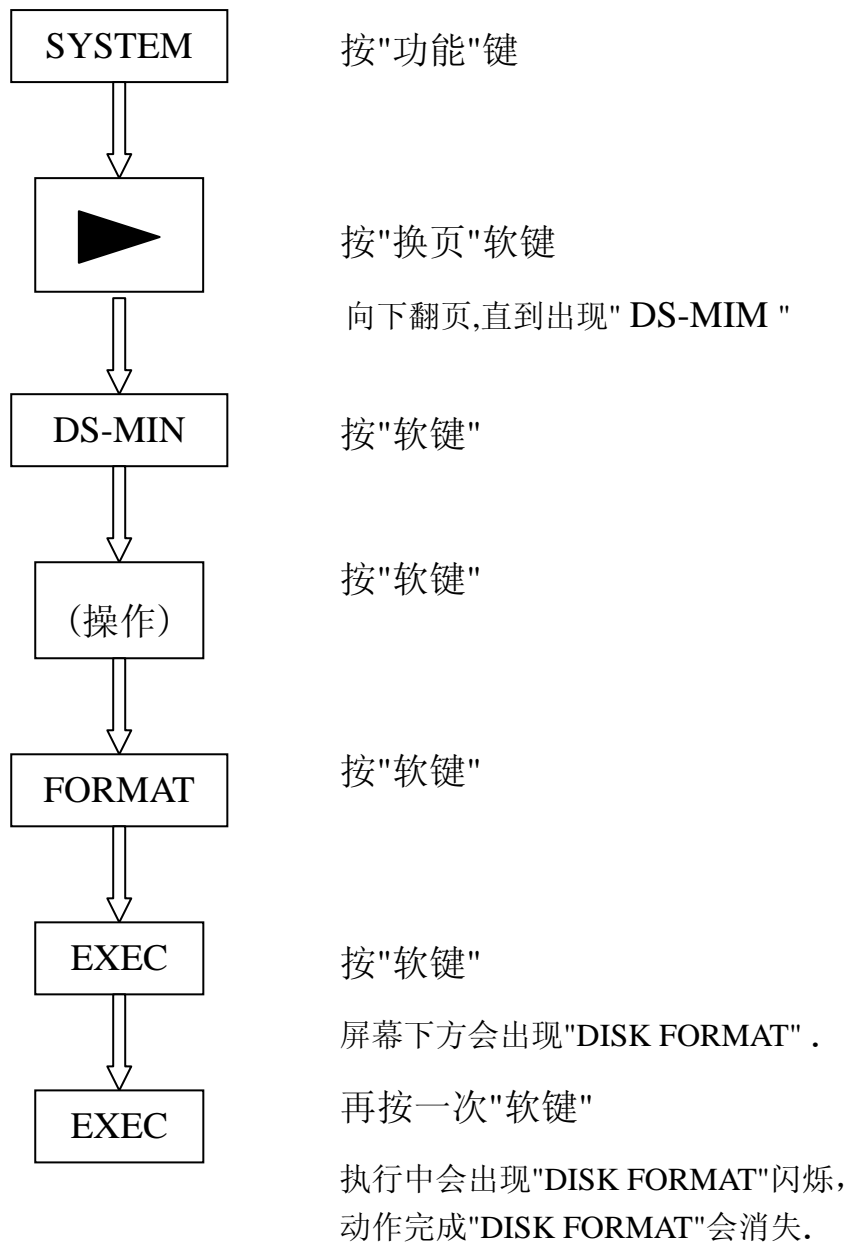 SYSTEM
按"功能"键
按"换页"软键
向下翻页,直到出现" DS-MIM "
DS-MIN
按"软键"
按"软键"
(操作)
按"软键"
FORMAT
EXEC
按"软键"
屏幕下方会出现"DISK FORMAT" .
再按一次"软键"
EXEC
执行中会出现"DISK FORMAT"闪烁,
动作完成"DISK FORMAT"会消失.